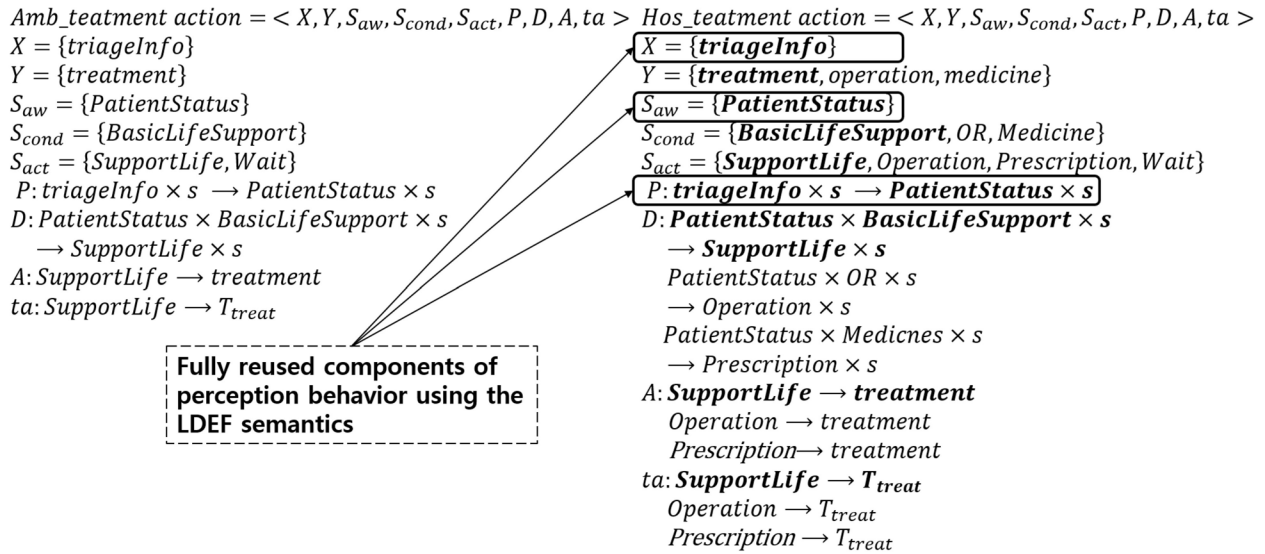 Amb_teatment action = < X, Y, S_aw, S_cond, S_act, P, D, A, ta >
X = {triageInfo}
Y = {treatment}
S_aw = {PatientStatus}
S_cond = {BasicLifeSupport}
S_act = {SupportLife, Wait}
P: triageInfo × s → PatientStatus × s
D: PatientStatus × BasicLifeSupport × s
→ SupportLife × s
A: SupportLife → treatment
ta: SupportLife → T_treat
Fully reused components of
perception behavior using the
LDEF semantics
Hos_teatment action = < X, Y, S_aw, S_cond, S_act, P, D, A, ta >
X = {triageInfo}
Y = {treatment, operation, medicine}
S_aw = {PatientStatus}
S_cond = {BasicLifeSupport, OR, Medicine}
S_act = {SupportLife, Operation, Prescription, Wait}
P: triageInfo × s → PatientStatus × s
D: PatientStatus × BasicLifeSupport × s
→ SupportLife × s
PatientStatus × OR × s
→ Operation × s
PatientStatus × Medicnes × s
→ Prescription × s
A: SupportLife → treatment
Operation → treatment
Prescription → treatment
ta: SupportLife → T_treat
Operation → T_treat
Prescription → T_treat